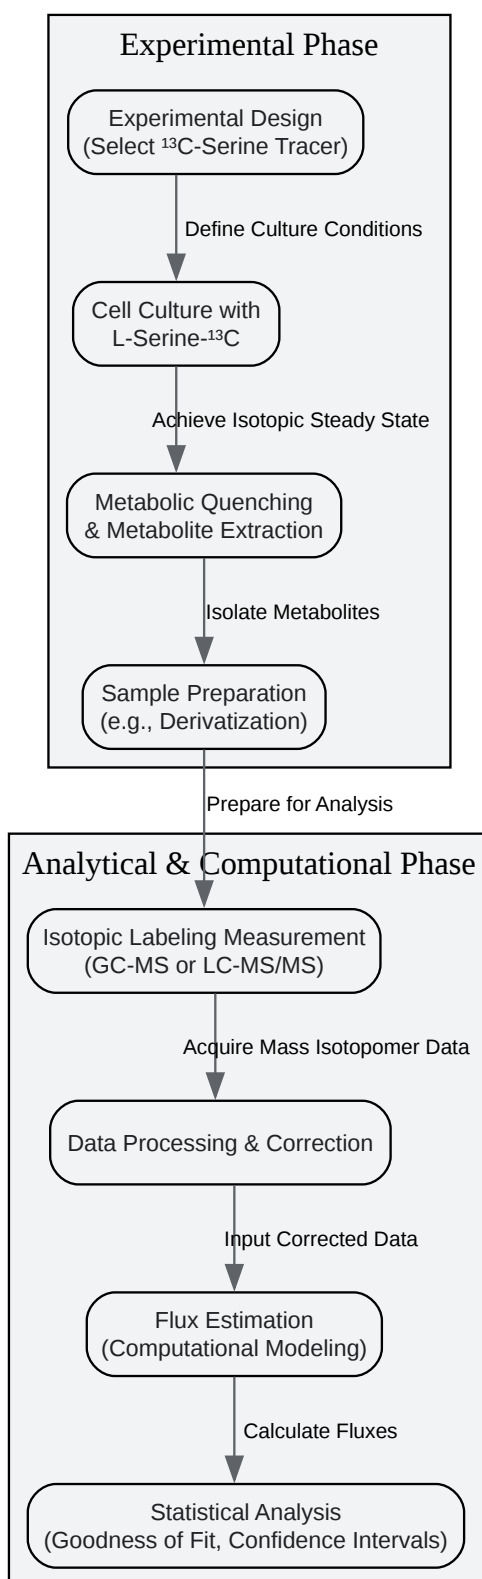 Experimental Phase
Experimental Design
(Select ¹³C-Serine Tracer)
Define Culture Conditions
Cell Culture with
L-Serine-¹³C
Achieve Isotopic Steady State
Metabolic Quenching
& Metabolite Extraction
Isolate Metabolites
Sample Preparation
(e.g., Derivatization)
Prepare for Analysis
Analytical & Computational Phase
Isotopic Labeling Measurement
(GC-MS or LC-MS/MS)
Acquire Mass Isotopomer Data
Data Processing & Correction
Input Corrected Data
Flux Estimation
(Computational Modeling)
Calculate Fluxes
Statistical Analysis
(Goodness of Fit, Confidence Intervals)